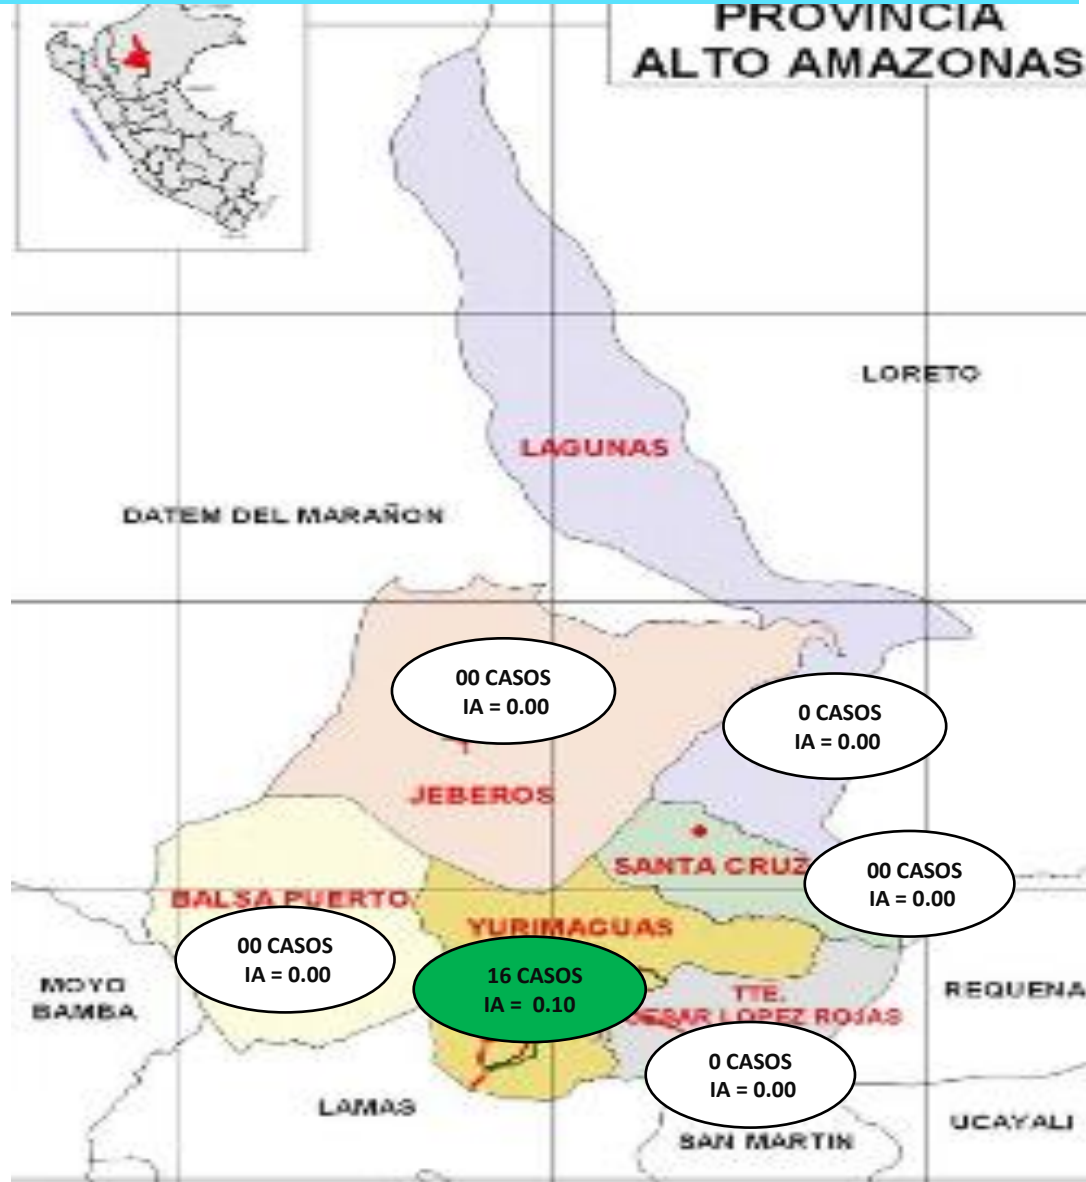 PROVINCIA
ALTO AMAZONAS
LORETO
LAGUNAS
DATEM DEL MARAÑON
00 CASOS
IA = 0.00
0 CASOS
IA = 0.00
JEBEROS
SANTA CRUZ
00 CASOS
IA = 0.00
BALSA PUERTO
YURIMAGUAS
00 CASOS
IA = 0.00
16 CASOS
IA = 0.10
MOYO
BAMBA
TTE.
CESAR LOPEZ ROJAS
REQUENA
0 CASOS
IA = 0.00
LAMAS
SAN MARTIN
UCAYALI